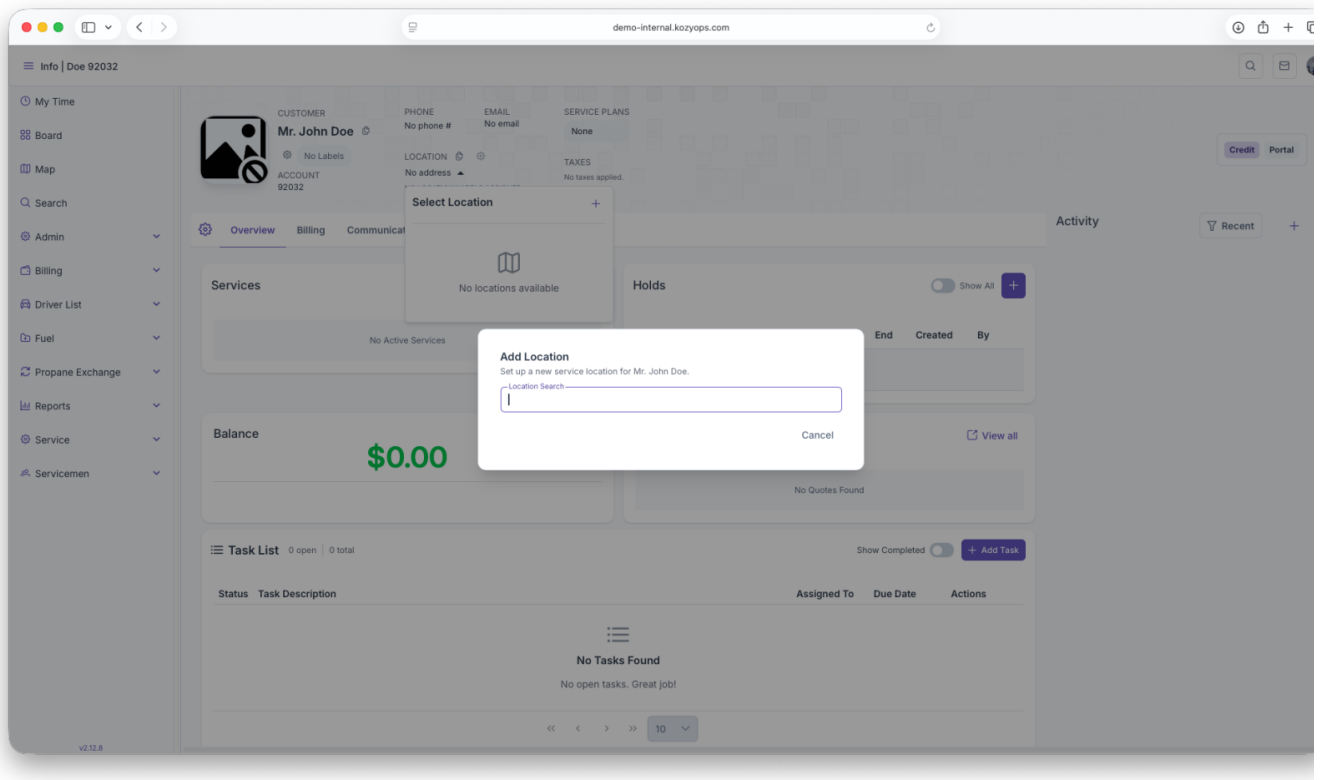 demo-internal.kozyops.com
Info | Doe 92032
My Time
Board
Map
Search
Admin
Billing
Driver List
Fuel
Propane Exchange
Reports
Service
Servicemen
v2.12.8
CUSTOMER
Mr. John Doe
No Labels
ACCOUNT
92032
PHONE
No phone #
EMAIL
No email
SERVICE PLANS
None
LOCATION
No address
TAXES
No taxes applied.
Credit Portal
Select Location
No locations available
Overview Billing Communicat
Activity
Recent
Services
No Active Services
Holds
Show All
End Created By
Add Location
Set up a new service location for Mr. John Doe.
Location Search
Cancel
Balance
$0.00
View all
No Quotes Found
Task List 0 open | 0 total
Show Completed
+ Add Task
Status Task Description Assigned To Due Date Actions
No Tasks Found
No open tasks. Great job!
10